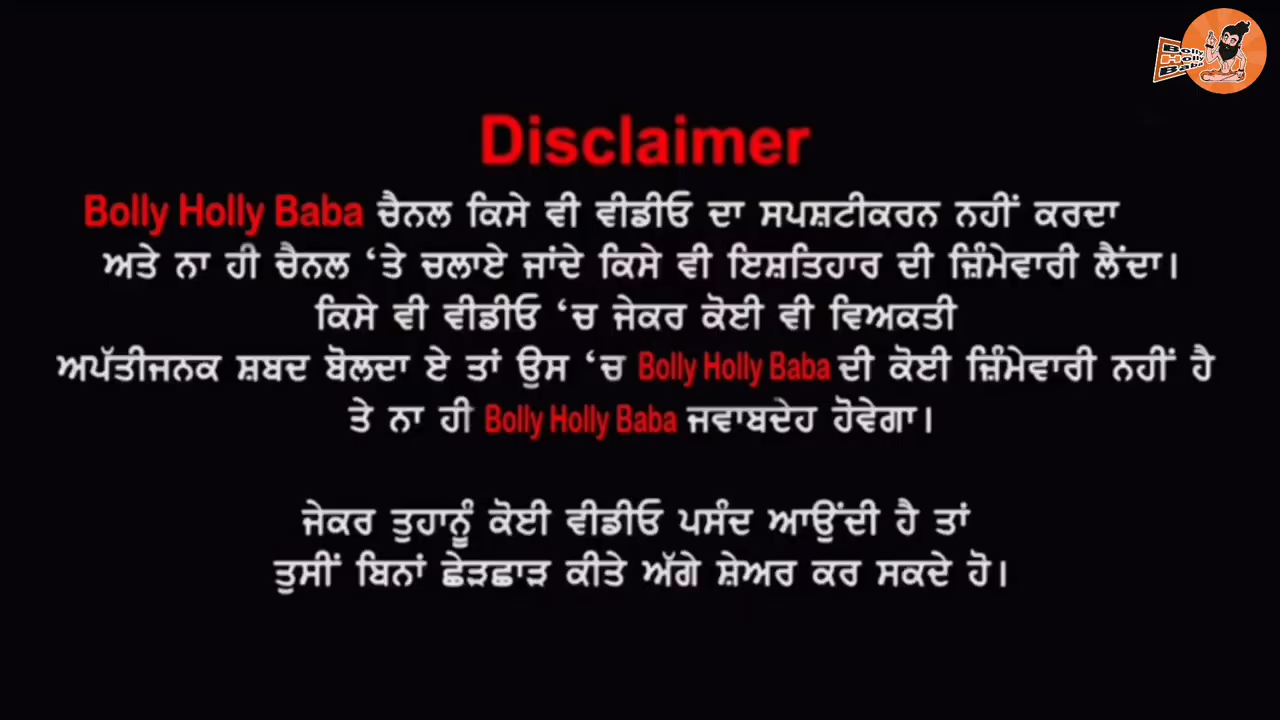 Bolly
Holly
Baba
Disclaimer
Bolly Holly Baba ਚੈਨਲ ਕਿਸੇ ਵੀ ਵੀਡੀਓ ਦਾ ਸਪਸ਼ਟੀਕਰਨ ਨਹੀਂ ਕਰਦਾ
ਅਤੇ ਨਾ ਹੀ ਚੈਨਲ ‘ਤੇ ਚਲਾਏ ਜਾਂਦੇ ਕਿਸੇ ਵੀ ਇਸ਼ਤਿਹਾਰ ਦੀ ਜ਼ਿੰਮੇਵਾਰੀ ਲੈਂਦਾ।
ਕਿਸੇ ਵੀ ਵੀਡੀਓ ‘ਚ ਜੇਕਰ ਕੋਈ ਵੀ ਵਿਅਕਤੀ
ਅਪੱਤੀਜਨਕ ਸ਼ਬਦ ਬੋਲਦਾ ਏ ਤਾਂ ਉਸ ‘ਚ Bolly Holly Baba ਦੀ ਕੋਈ ਜ਼ਿੰਮੇਵਾਰੀ ਨਹੀਂ ਹੈ
ਤੇ ਨਾ ਹੀ Bolly Holly Baba ਜਵਾਬਦੇਹ ਹੋਵੇਗਾ।
ਜੇਕਰ ਤੁਹਾਨੂੰ ਕੋਈ ਵੀਡੀਓ ਪਸੰਦ ਆਉਂਦੀ ਹੈ ਤਾਂ
ਤੁਸੀਂ ਬਿਨਾਂ ਛੇੜਛਾੜ ਕੀਤੇ ਅੱਗੇ ਸ਼ੇਅਰ ਕਰ ਸਕਦੇ ਹੋ।